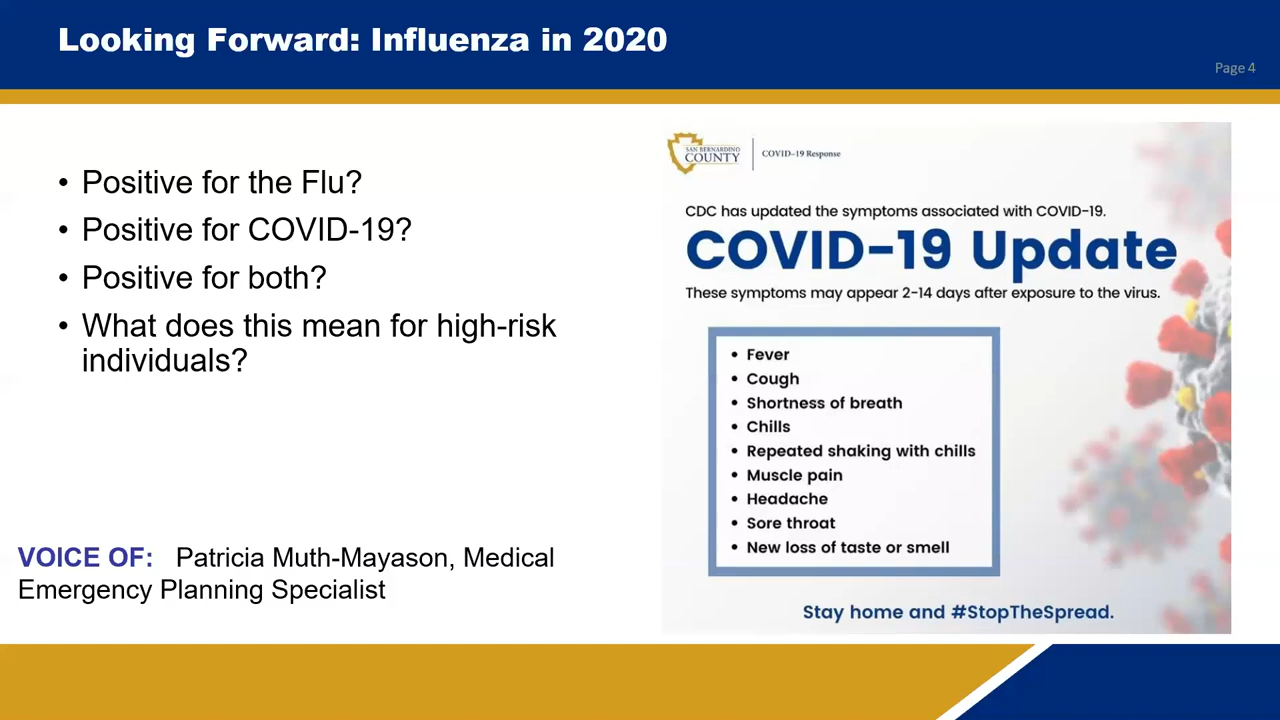 Looking Forward: Influenza in 2020
Page 4
• Positive for the Flu?
• Positive for COVID-19?
• Positive for both?
• What does this mean for high-risk
individuals?
VOICE OF: Patricia Muth-Mayason, Medical
Emergency Planning Specialist
SAN BERNARDINO
COUNTY
COVID-19 Response
CDC has updated the symptoms associated with COVID-19.
COVID-19 Update
These symptoms may appear 2-14 days after exposure to the virus.
• Fever
• Cough
• Shortness of breath
• Chills
• Repeated shaking with chills
• Muscle pain
• Headache
• Sore throat
• New loss of taste or smell
Stay home and #StopTheSpread.